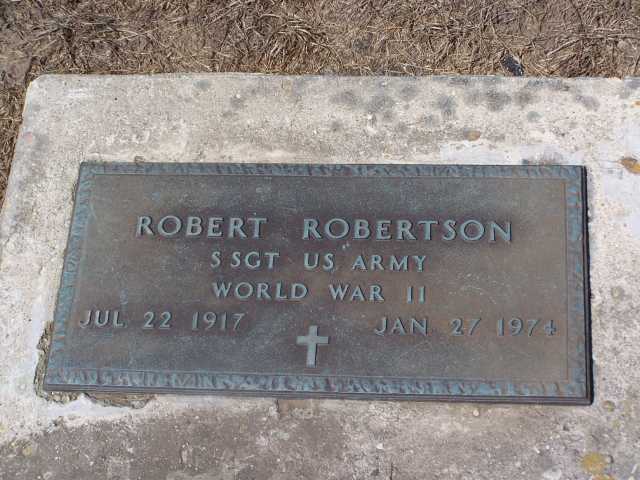 ROBERT ROBERTSON
S SGT US ARMY
WORLD WAR II
JUL 22 1917 JAN 27 1974